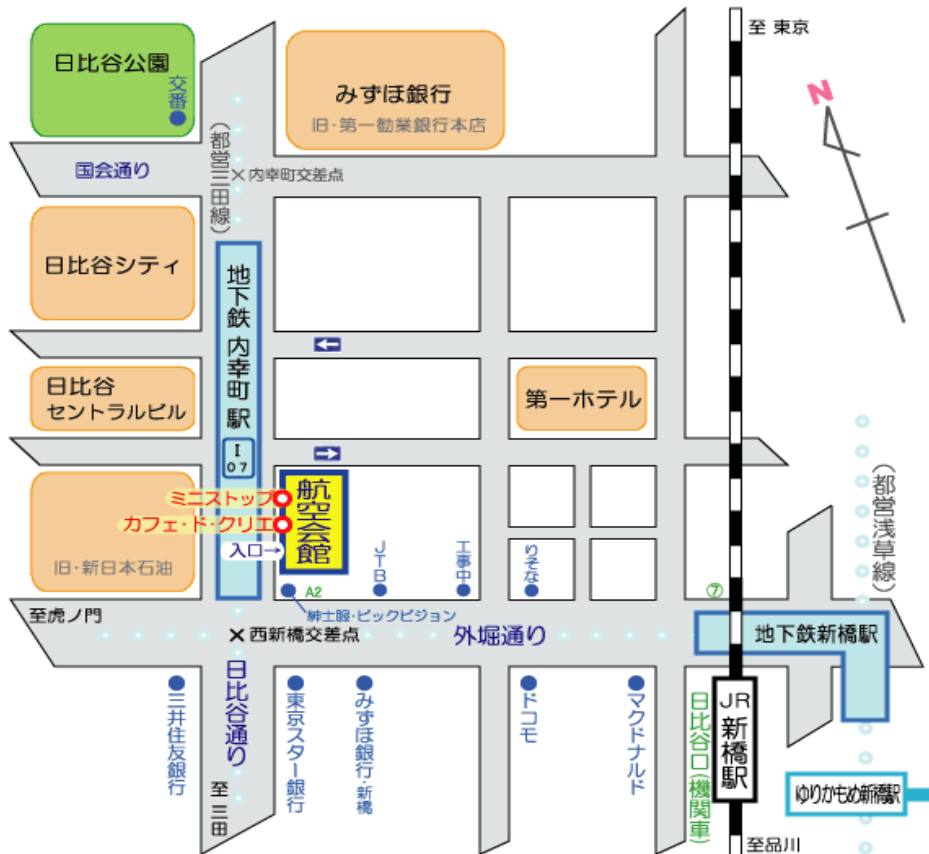 至 東京
日比谷公園
交番
みずほ銀行
旧・第一勧業銀行本店
N
国会通り
(都営三田線)
×内幸町交差点
日比谷シティ
地下鉄 内幸町 駅
I
07
←
日比谷
セントラルビル
第一ホテル
→
ミニストップ
カフェ・ド・クリエ
入口→
航空会館
旧・新日本石油
(都営浅草線)
JTB
工事中
りそな
A2
紳士服・ビックビジョン
⑦
至虎ノ門
×西新橋交差点
外堀通り
地下鉄新橋駅
日比谷通り
三井住友銀行
東京スター銀行
みずほ銀行・新橋
ドコモ
マクドナルド
日比谷口(機関車)
JR
新橋駅
至 三田
ゆりかもめ新橋駅
至品川